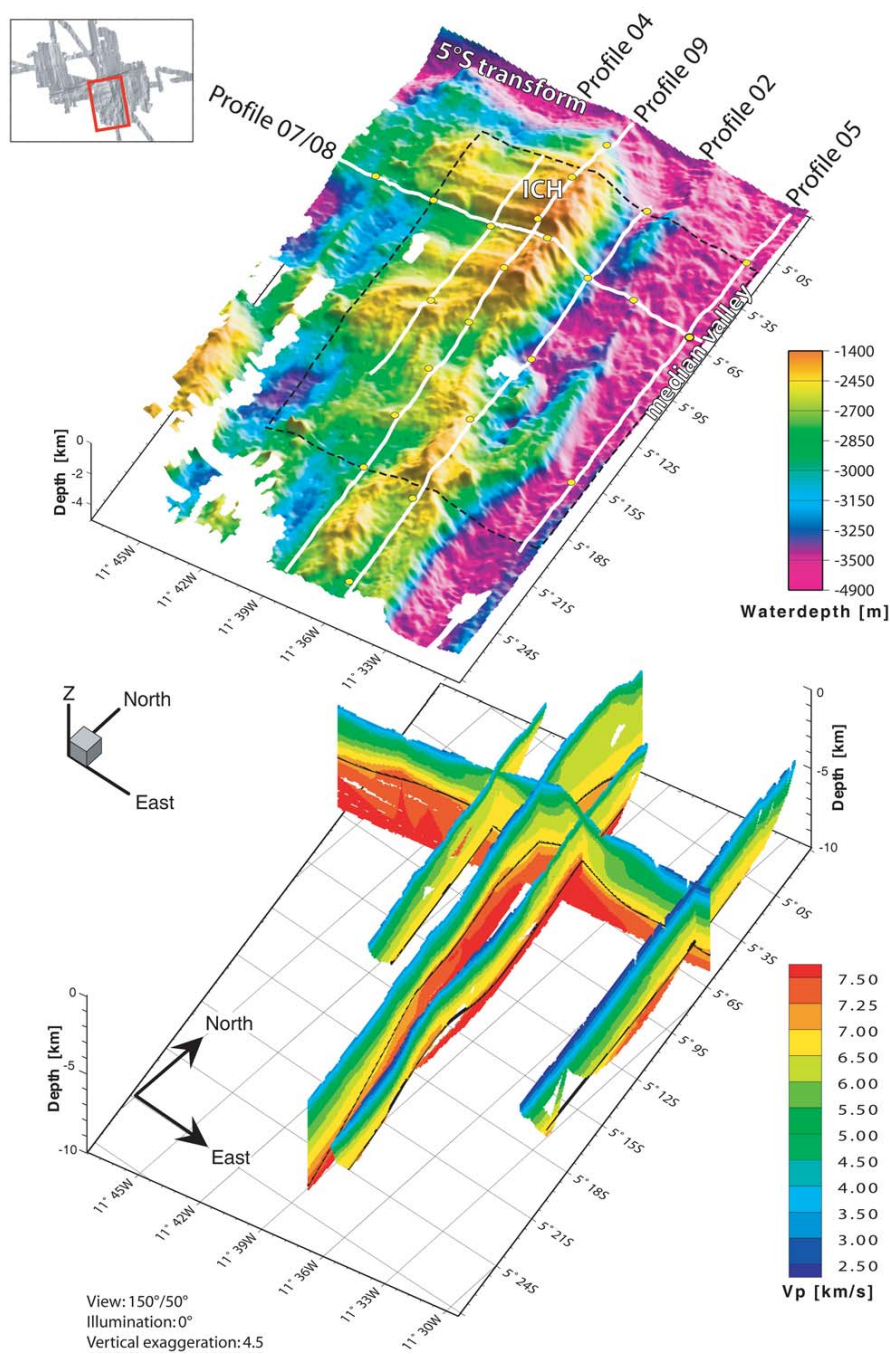 Profile 04
Profile 09
Profile 02
Profile 05
Profile 07/08
5°S transform
ICH
median valley
5° 0S
5° 3S
5° 6S
5° 9S
5° 12S
5° 15S
5° 18S
5° 21S
5° 24S
11° 45W
11° 42W
11° 39W
11° 36W
11° 33W
Depth [km]
0
-2
-4
-1400
-2450
-2700
-2850
-3000
-3150
-3250
-3500
-4900
Waterdepth [m]
Z
North
East
0
-5
-10
Depth [km]
5° 0S
5° 3S
5° 6S
5° 9S
5° 12S
5° 15S
5° 18S
5° 21S
5° 24S
0
-5
-10
Depth [km]
North
East
11° 45W
11° 42W
11° 39W
11° 36W
11° 33W
11° 30W
7.50
7.25
7.00
6.50
6.00
5.50
5.00
4.50
4.00
3.50
3.00
2.50
Vp [km/s]
View: 150°/50°
Illumination: 0°
Vertical exaggeration: 4.5